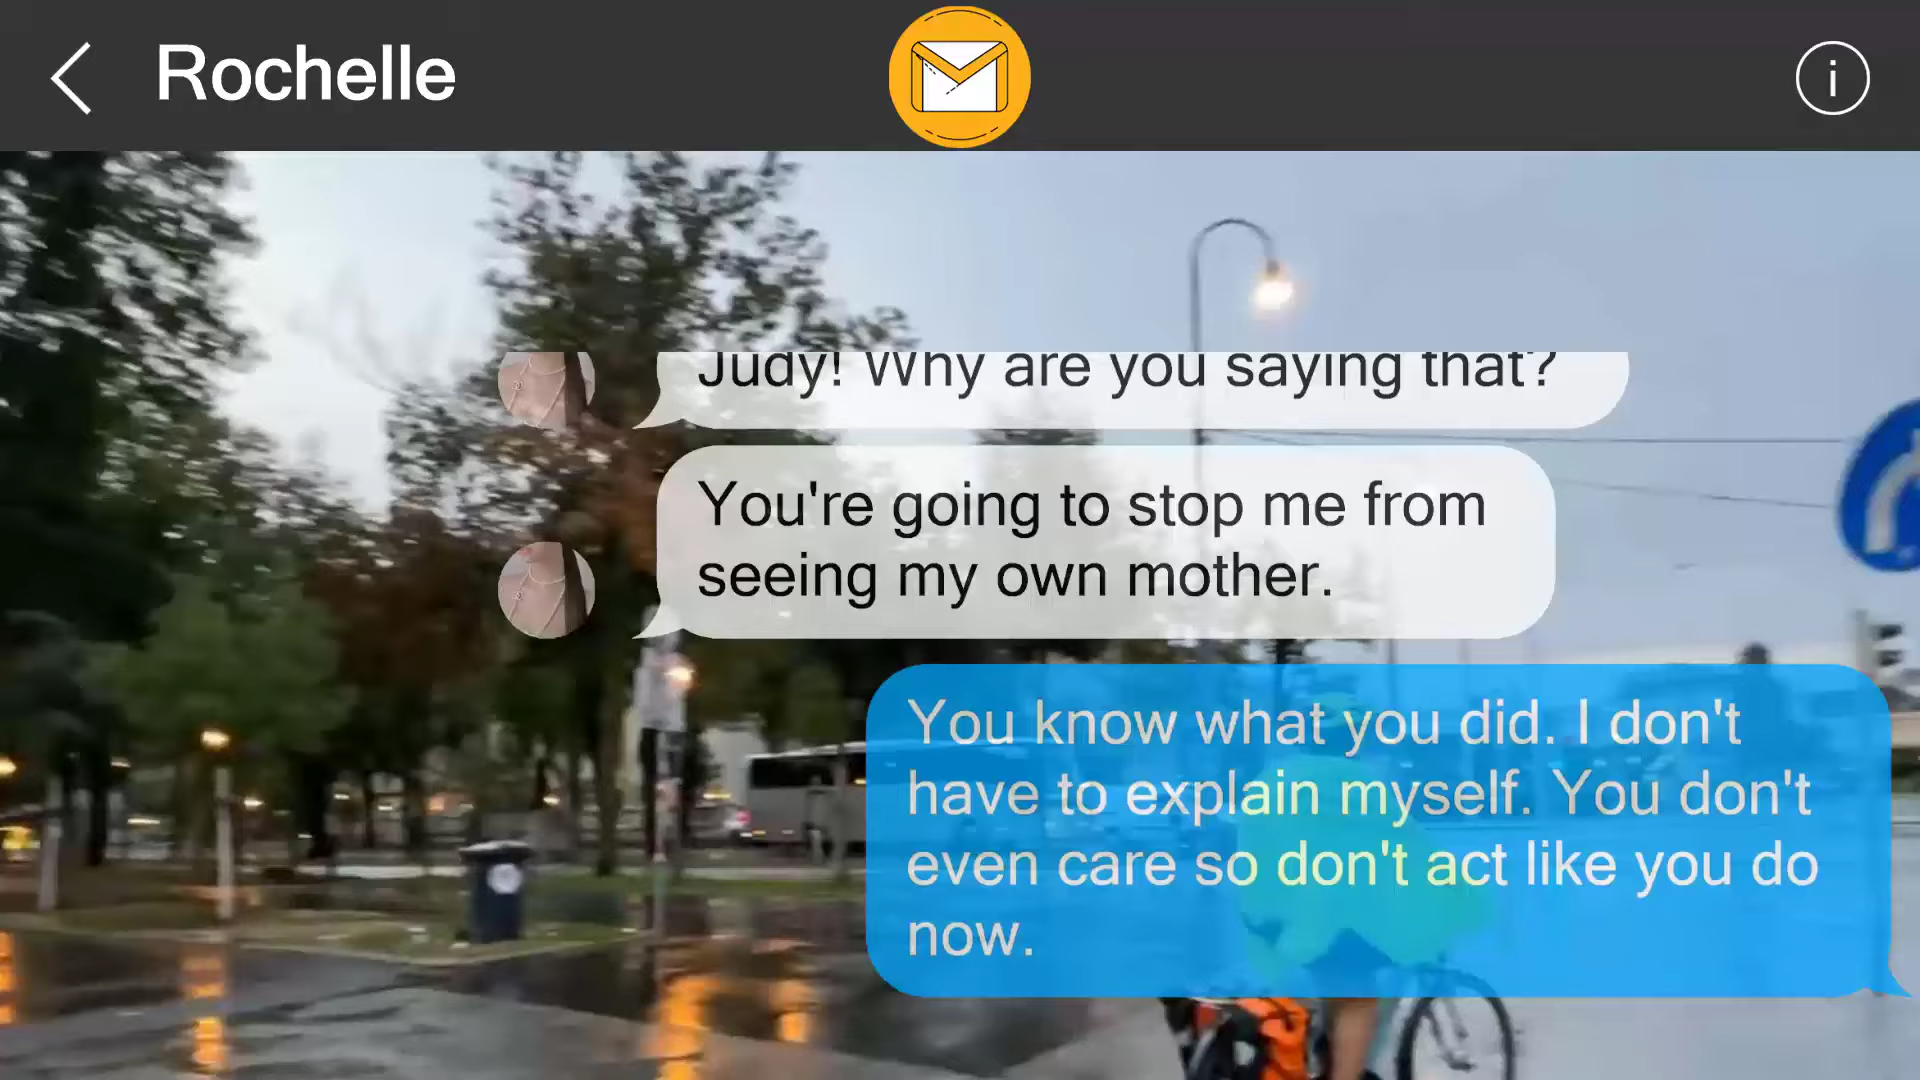 Rochelle
i
Judy! Why are you saying that?
You're going to stop me from
seeing my own mother.
You know what you did. I don't
have to explain myself. You don't
even care so don't act like you do
now.